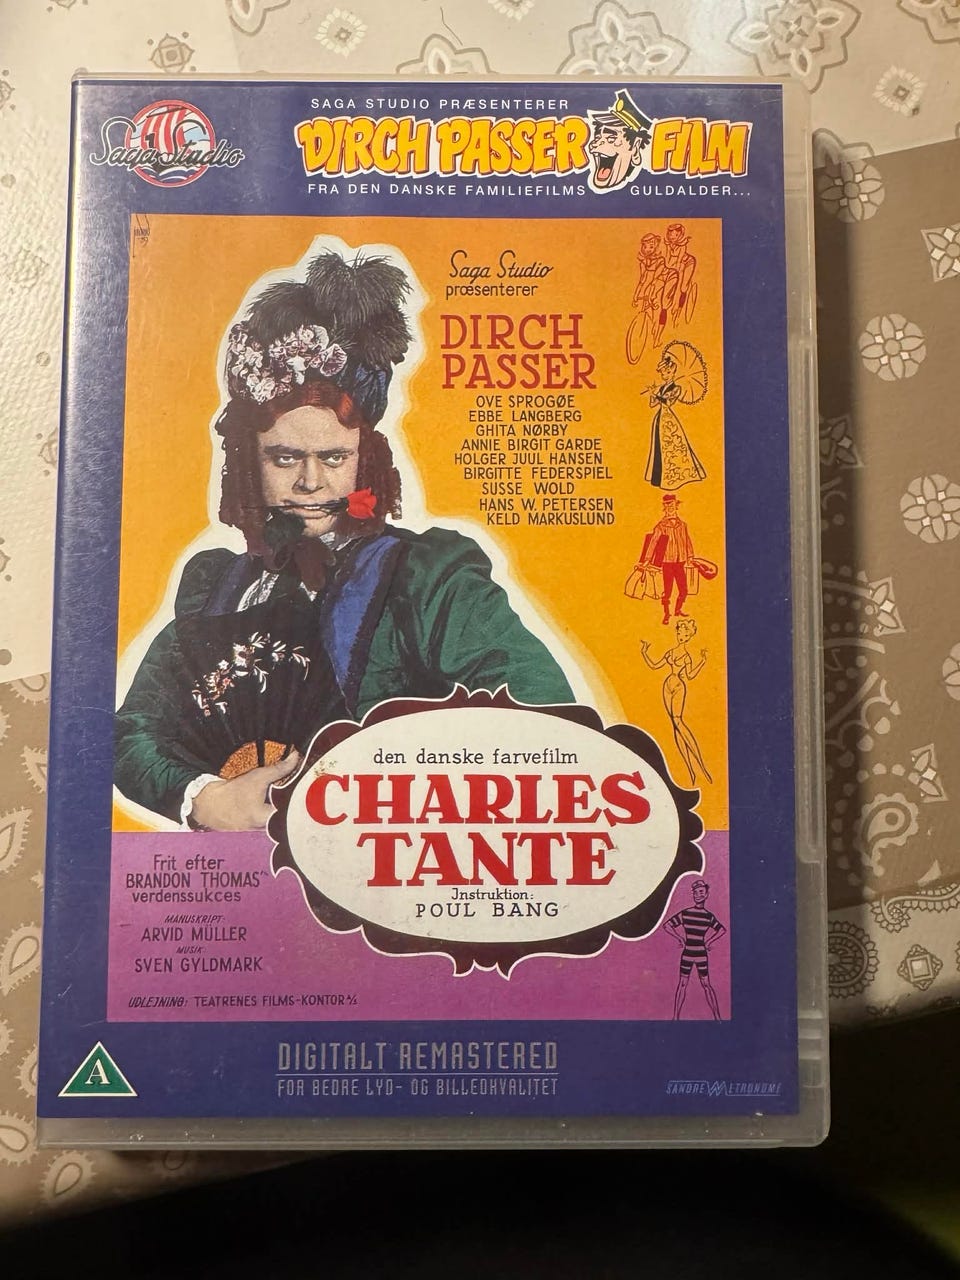 Saga Studio
SAGA STUDIO PRÆSENTERER
DIRCH PASSER FILM
FRA DEN DANSKE FAMILIEFILMS GULDALDER...
Saga Studio
præsenterer
DIRCH
PASSER
OVE SPROGØE
EBBE LANGBERG
GHITA NØRBY
ANNIE BIRGIT GARDE
HOLGER JUUL HANSEN
BIRGITTE FEDERSPIEL
SUSSE WOLD
HANS W. PETERSEN
KELD MARKUSLUND
den danske farvefilm
CHARLES
TANTE
Instruktion:
POUL BANG
Frit efter
BRANDON THOMAS'
verdenssukces
MANUSKRIPT:
ARVID MÜLLER
MUSIK:
SVEN GYLDMARK
UDLEJNING: TEATRENES FILMS-KONTOR A/S
DIGITALT REMASTERED
FOR BEDRE LYD- OG BILLEDKVALITET
A
SANDREW METRONOME